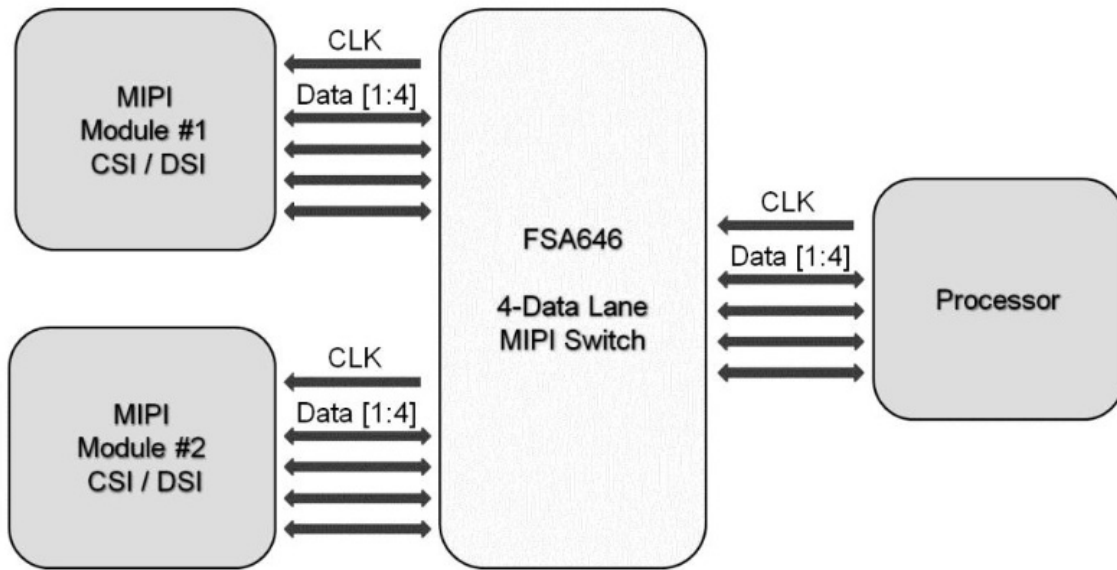 MIPI
Module #1
CSI / DSI
CLK
Data [1:4]
MIPI
Module #2
CSI / DSI
CLK
Data [1:4]
FSA646
4-Data Lane
MIPI Switch
CLK
Data [1:4]
Processor